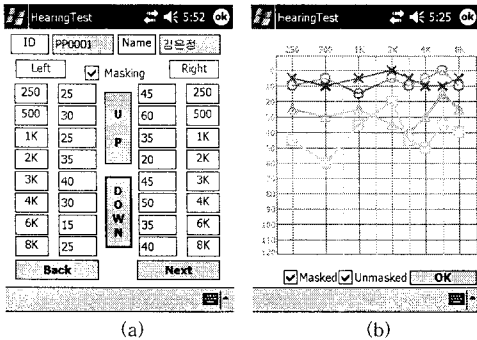 HearingTest 5:52 ok
ID PP0001 Name 김은정
Left Masking Right
250 25 45 250
500 30 U 60 500
1K 25 P 35 1K
2K 35 20 2K
3K 40 D 45 3K
4K 30 O 50 4K
6K 15 W 35 6K
8K 25 N 40 8K
Back Next
(a)
HearingTest 5:25 ok
1K 2K 4K 8K
Masked Unmasked OK
(b)